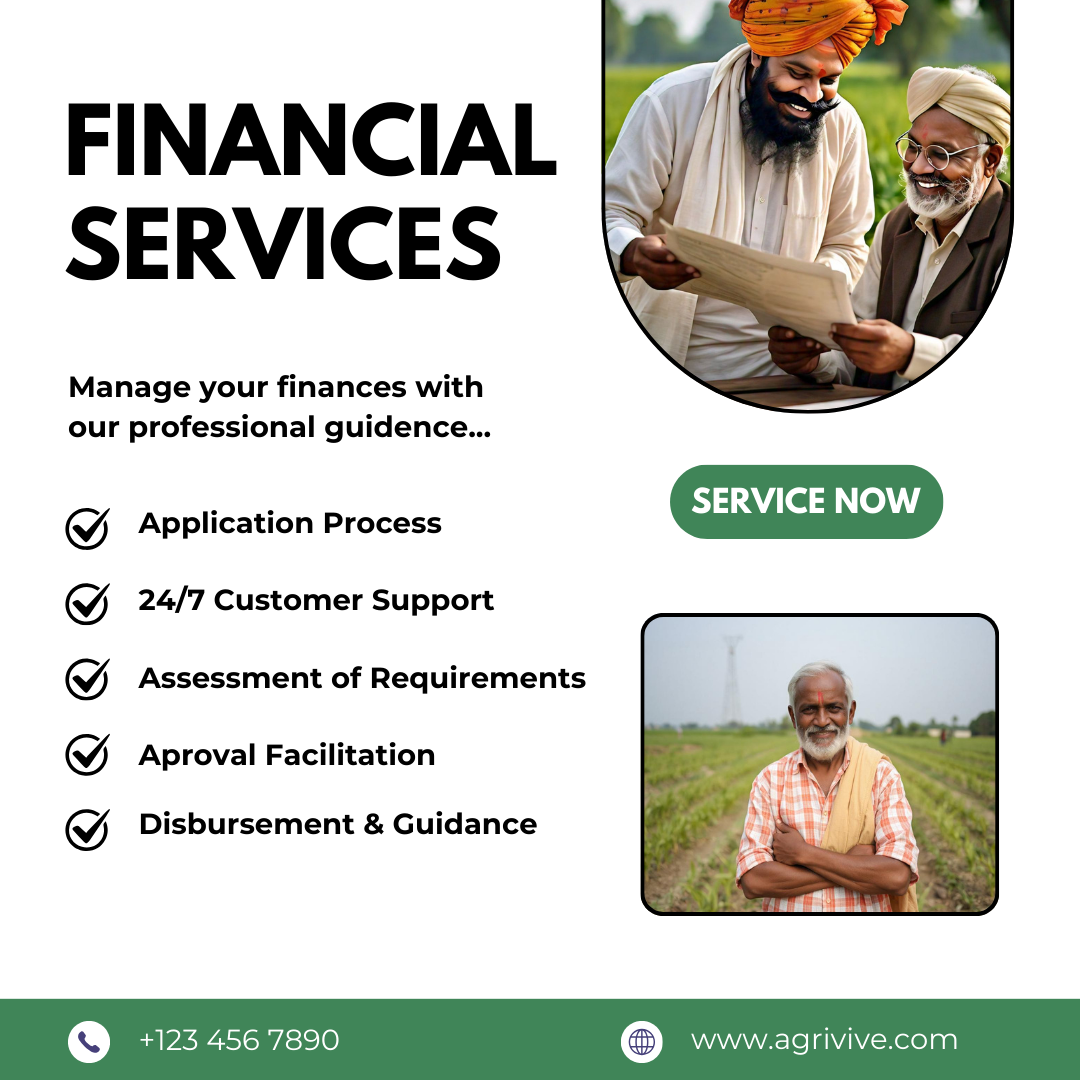 FINANCIAL
SERVICES
Manage your finances with
our professional guidence...
Application Process
24/7 Customer Support
Assessment of Requirements
Aproval Facilitation
Disbursement & Guidance
SERVICE NOW
+123 456 7890
www.agrivive.com